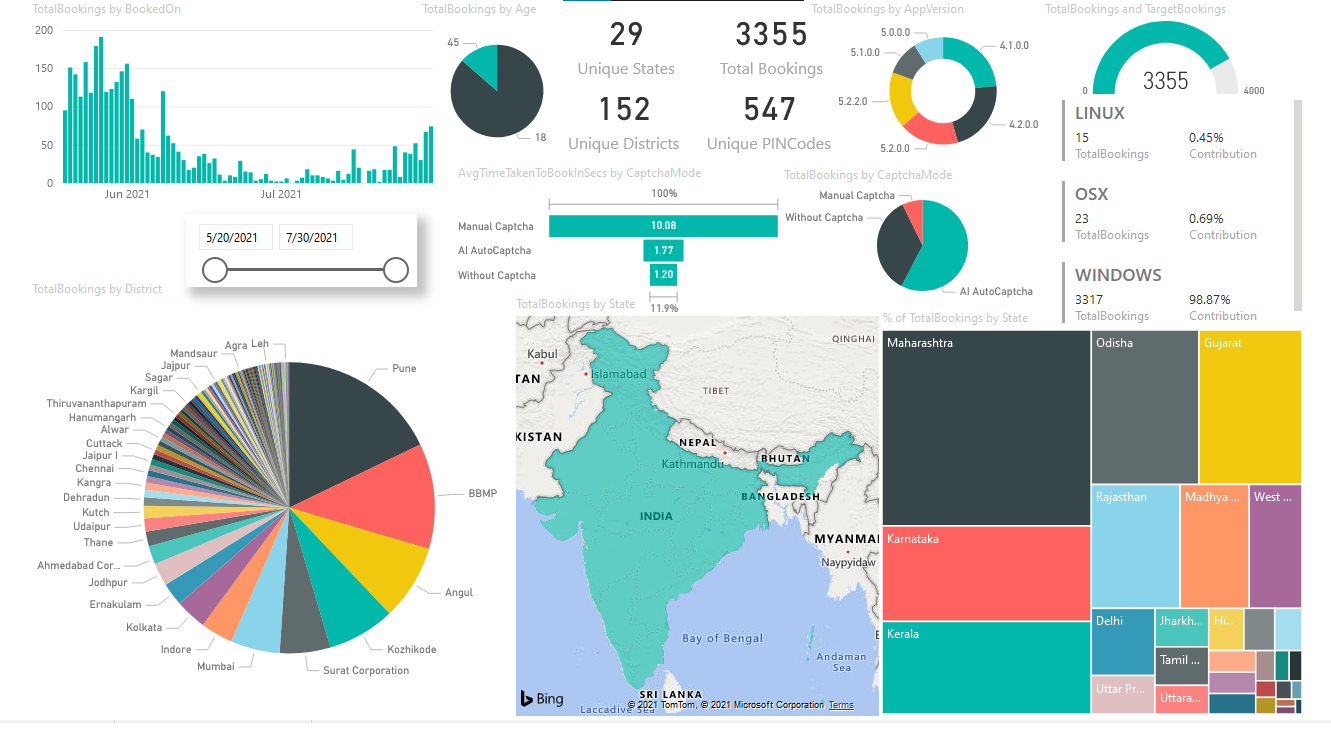 TotalBookings by BookedOn
200
150
100
50
0
Jun 2021
Jul 2021
5/20/2021
7/30/2021
TotalBookings by Age
45
18
29
Unique States
3355
Total Bookings
152
Unique Districts
547
Unique PINCodes
TotalBookings by AppVersion
5.0.0.0
5.1.0.0
5.2.2.0
5.2.0.0
4.1.0.0
4.2.0.0
TotalBookings and TargetBookings
3355
0
4000
LINUX
15
0.45%
TotalBookings
Contribution
OSX
23
0.69%
TotalBookings
Contribution
WINDOWS
3317
98.87%
TotalBookings
Contribution
AvgTimeTakenToBookInSecs by CaptchaMode
100%
Manual Captcha
10.08
AI AutoCaptcha
1.77
Without Captcha
1.20
11.9%
TotalBookings by CaptchaMode
Manual Captcha
Without Captcha
AI AutoCaptcha
TotalBookings by District
Leh
Agra
Mandsaur
Jajpur
Sagar
Kargil
Thiruvananthapuram
Hanumangarh
Alwar
Cuttack
Jaipur I
Chennai
Kangra
Dehradun
Kutch
Udaipur
Thane
Ahmedabad Cor...
Jodhpur
Ernakulam
Kolkata
Indore
Mumbai
Surat Corporation
Kozhikode
Angul
BBMP
Pune
TotalBookings by State
Kabul
Islamabad
QINGHAI
TAN
TIBET
KISTAN
NEPAL
Kathmandu
BHUTAN
BANGLADESH
INDIA
MYANMA
Naypyidaw
Bay of Bengal
Andaman
Sea
SRI LANKA
Laccadive Sea
Bing
© 2021 TomTom, © 2021 Microsoft Corporation Terms
% of TotalBookings by State
Maharashtra
Odisha
Gujarat
Karnataka
Rajasthan
Madhya ...
West ...
Kerala
Delhi
Jharkh...
Hi...
Tamil ...
Uttar Pr...
Uttara...